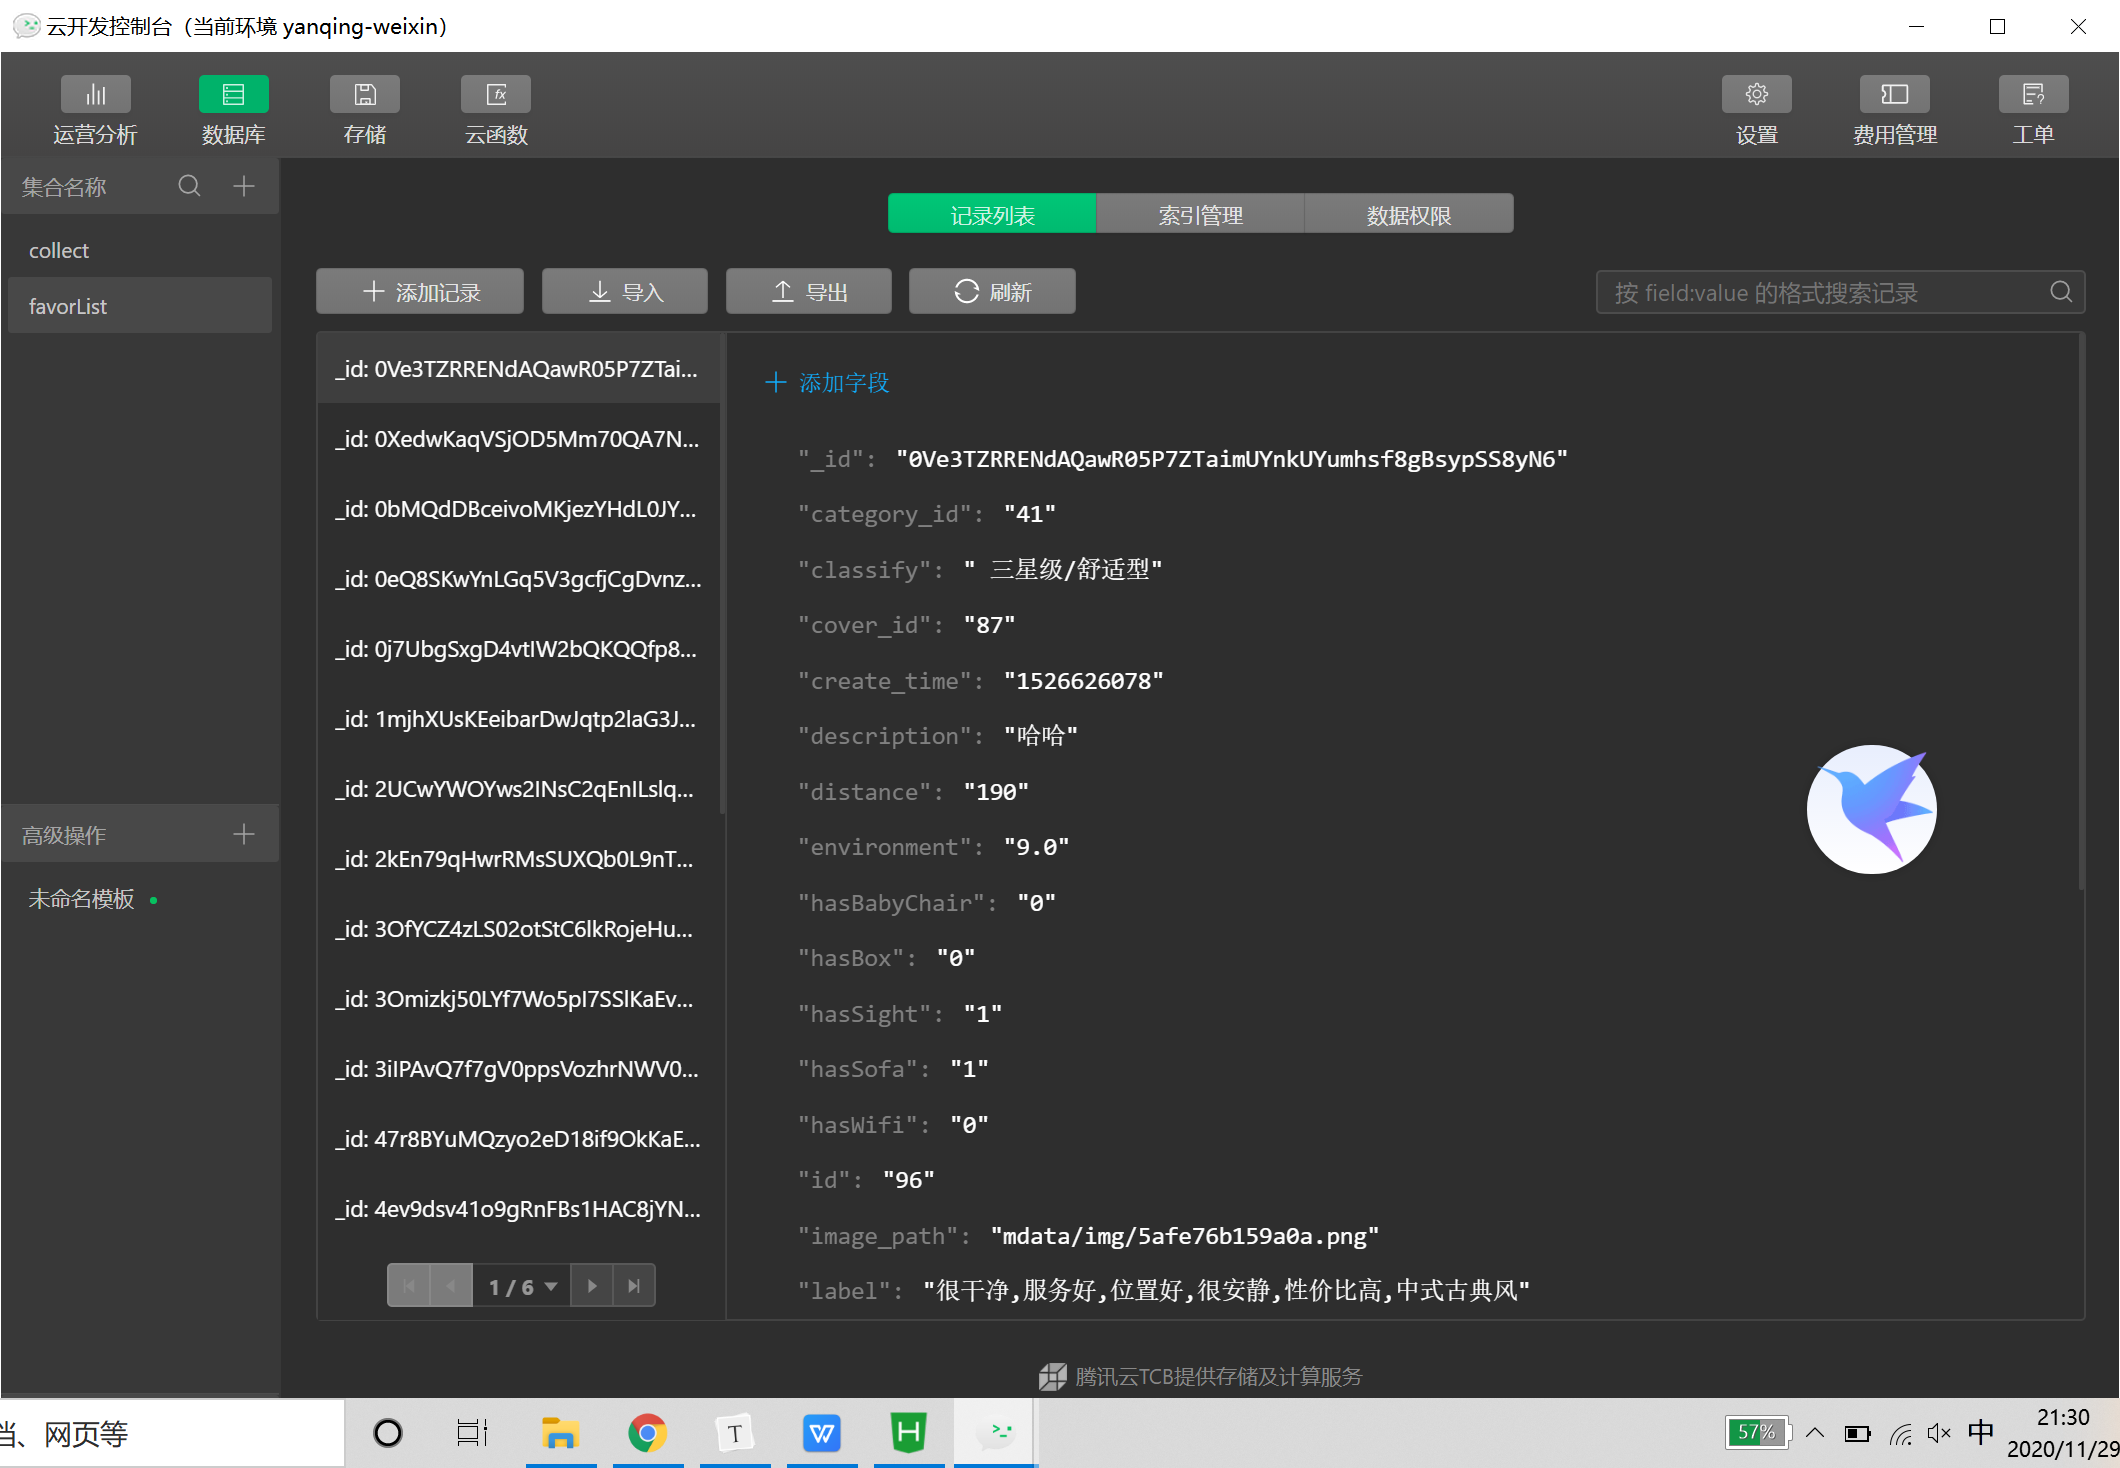 云开发控制台（当前环境 yanqing-weixin）
运营分析
数据库
存储
云函数
设置
费用管理
工单
集合名称
collect
favorList
高级操作
未命名模板
记录列表
索引管理
数据权限
添加记录
导入
导出
刷新
按 field:value 的格式搜索记录
_id: 0Ve3TZRRENdAQawR05P7ZTai...
_id: 0XedwKaqVSjOD5Mm70QA7N...
_id: 0bMQdDBceivoMKjezYHdL0JY...
_id: 0eQ8SKwYnLGq5V3gcfjCgDvnz...
_id: 0j7UbgSxgD4vtIW2bQKQQfp8...
_id: 1mjhXUsKEeibarDwJqtp2laG3J...
_id: 2UCwYWOYws2INsC2qEnILslq...
_id: 2kEn79qHwrRMsSUXQb0L9nT...
_id: 3OfYCZ4zLS02otStC6lkRojeHu...
_id: 3Omizkj50LYf7Wo5pI7SSlKaEv...
_id: 3iIPAvQ7f7gV0ppsVozhrNWV0...
_id: 47r8BYuMQzyo2eD18if9OkKaE...
_id: 4ev9dsv41o9gRnFBs1HAC8jYN...
1 / 6
添加字段
"_id": "0Ve3TZRRENdAQawR05P7ZTaimUYnkUYumhsf8gBsypSS8yN6"
"category_id": "41"
"classify": " 三星级/舒适型"
"cover_id": "87"
"create_time": "1526626078"
"description": "哈哈"
"distance": "190"
"environment": "9.0"
"hasBabyChair": "0"
"hasBox": "0"
"hasSight": "1"
"hasSofa": "1"
"hasWifi": "0"
"id": "96"
"image_path": "mdata/img/5afe76b159a0a.png"
"label": "很干净,服务好,位置好,很安静,性价比高,中式古典风"
腾讯云TCB提供存储及计算服务
当、网页等
57%
中
21:30
2020/11/29